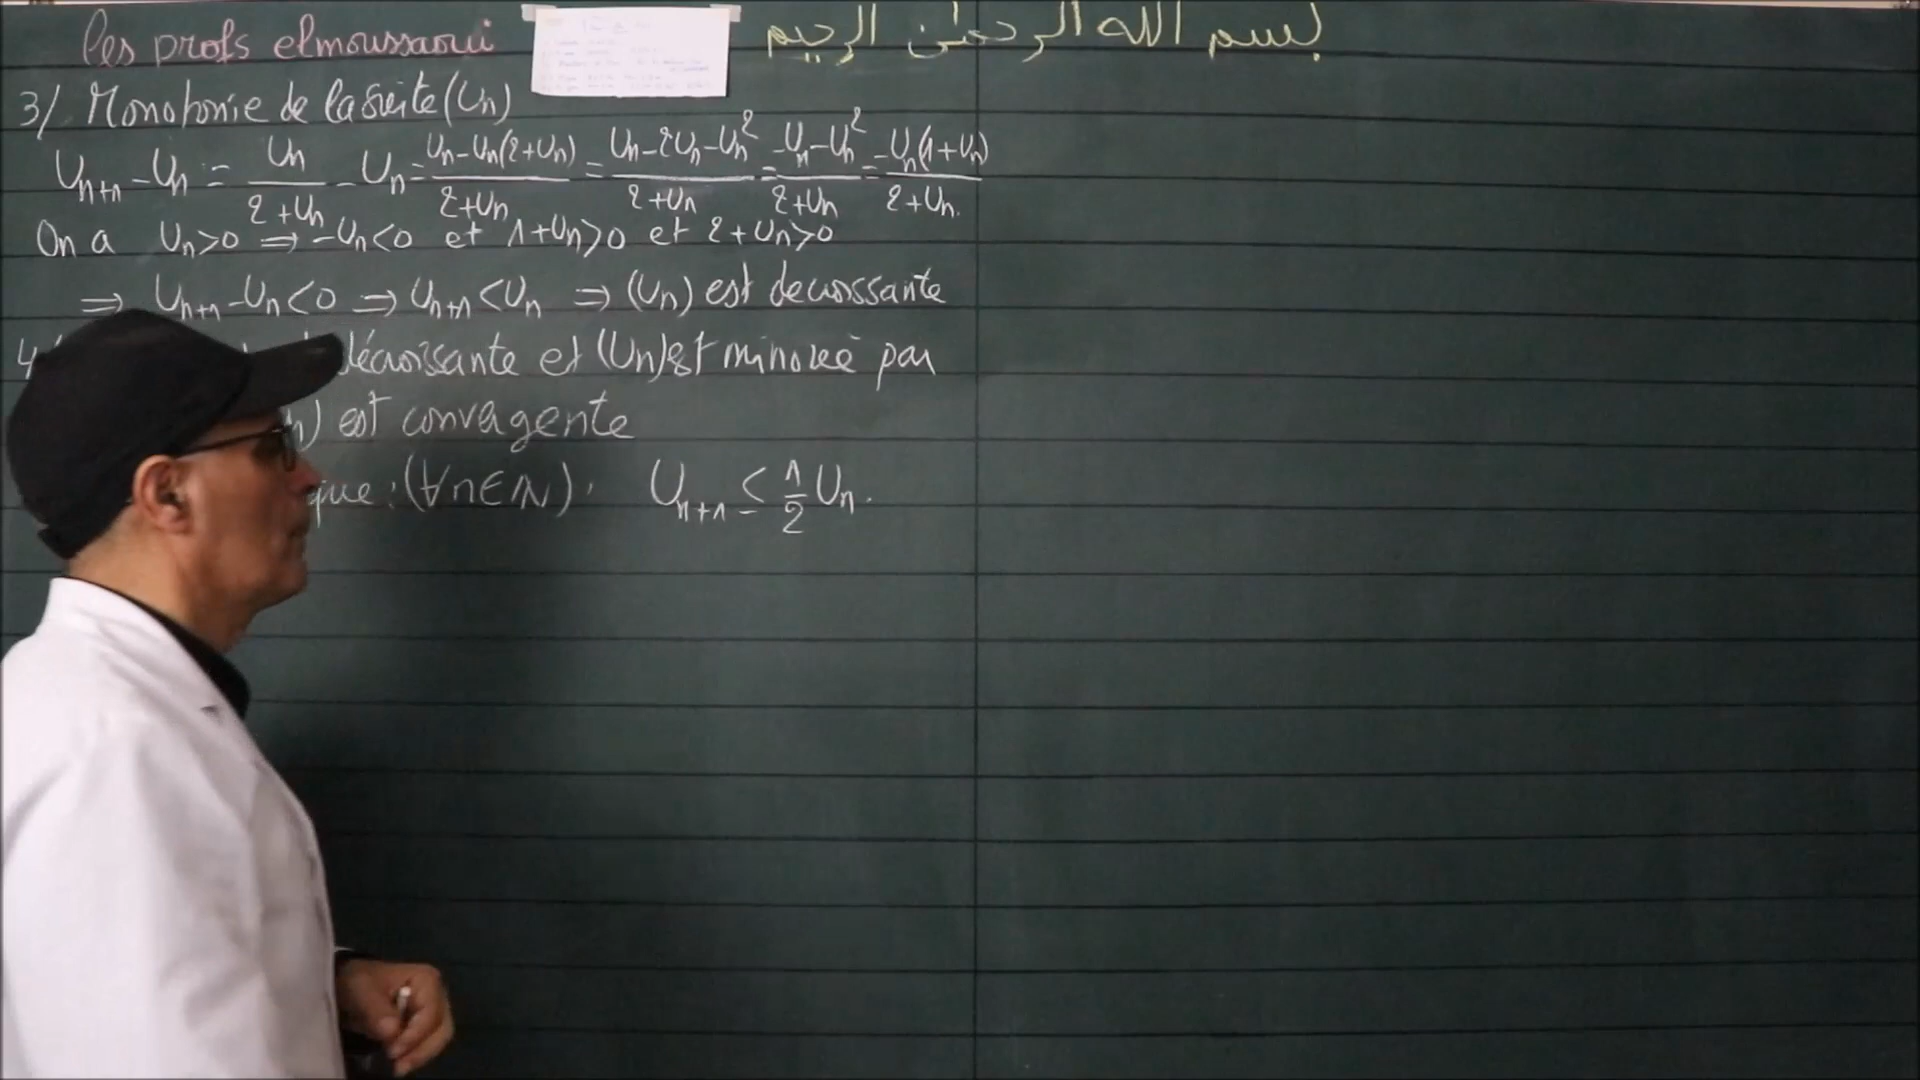 les profs elmoussaoui
بسم الله الرحمان الرحيم
3/ Monotonie de la suite (Un)
Un+1 - Un = Un/(2+Un) - Un = (Un-Un(2+Un))/(2+Un) = (Un-2Un-Un²)/(2+Un) = (-Un-Un²)/(2+Un) = -Un(1+Un)/(2+Un).
On a Un>0 ⇒ -Un<0 et 1+Un>0 et 2+Un>0
⇒ Un+1-Un<0 ⇒ Un+1<Un ⇒ (Un) est decroissante
4 décroissante et (Un) est minorée par
n) est convergente
que : (∀n∈ℕ). Un+1 ≤ 1/2 Un.